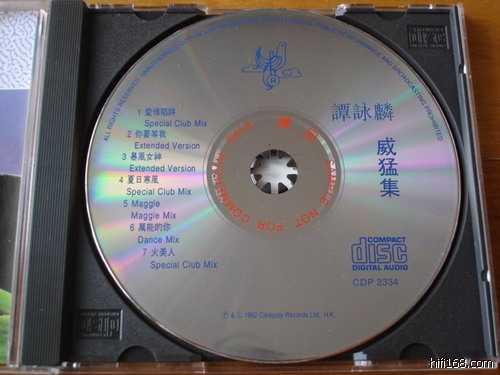 ALL RIGHTS RESERVED. UNAUTHORIZED COPYING, REPRODUCTION, HIRING, LENDING, PUBLIC PERFORMANCE AND BROADCASTING PROHIBITED
譚詠麟
威猛集
1 愛情陷阱
Special Club Mix
2 你要等我
Extended Version
3 暴風女神
Extended Version
4 夏日寒風
Special Club Mix
5 Maggie
Maggie Mix
6 萬能的你
Dance Mix
7 火美人
Special Club Mix
SAMPLE NOT FOR COMMERCIAL
COMPACT
disc
DIGITAL AUDIO
CDP 2334
℗ & © 1992 Cinepoly Records Ltd., H.K.
hifi168.com